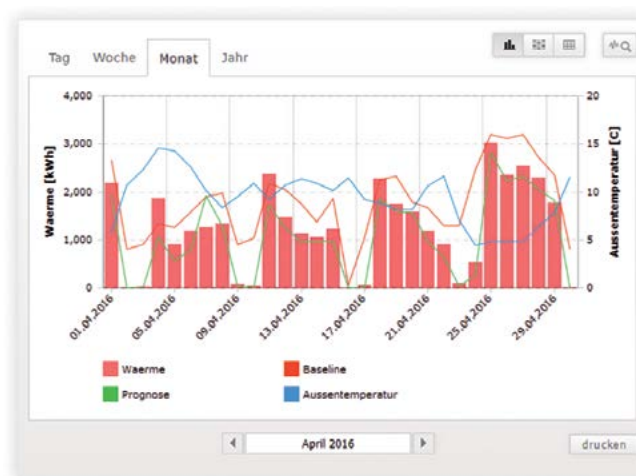 Tag Woche Monat Jahr
4,000 20
3,000 15
2,000 10
1,000 5
0 0
Waerme [kWh]
Aussentemperatur [C]
01.04.2016 05.04.2016 09.04.2016 13.04.2016 17.04.2016 21.04.2016 25.04.2016 29.04.2016
Waerme Baseline
Prognose Aussentemperatur
April 2016 drucken